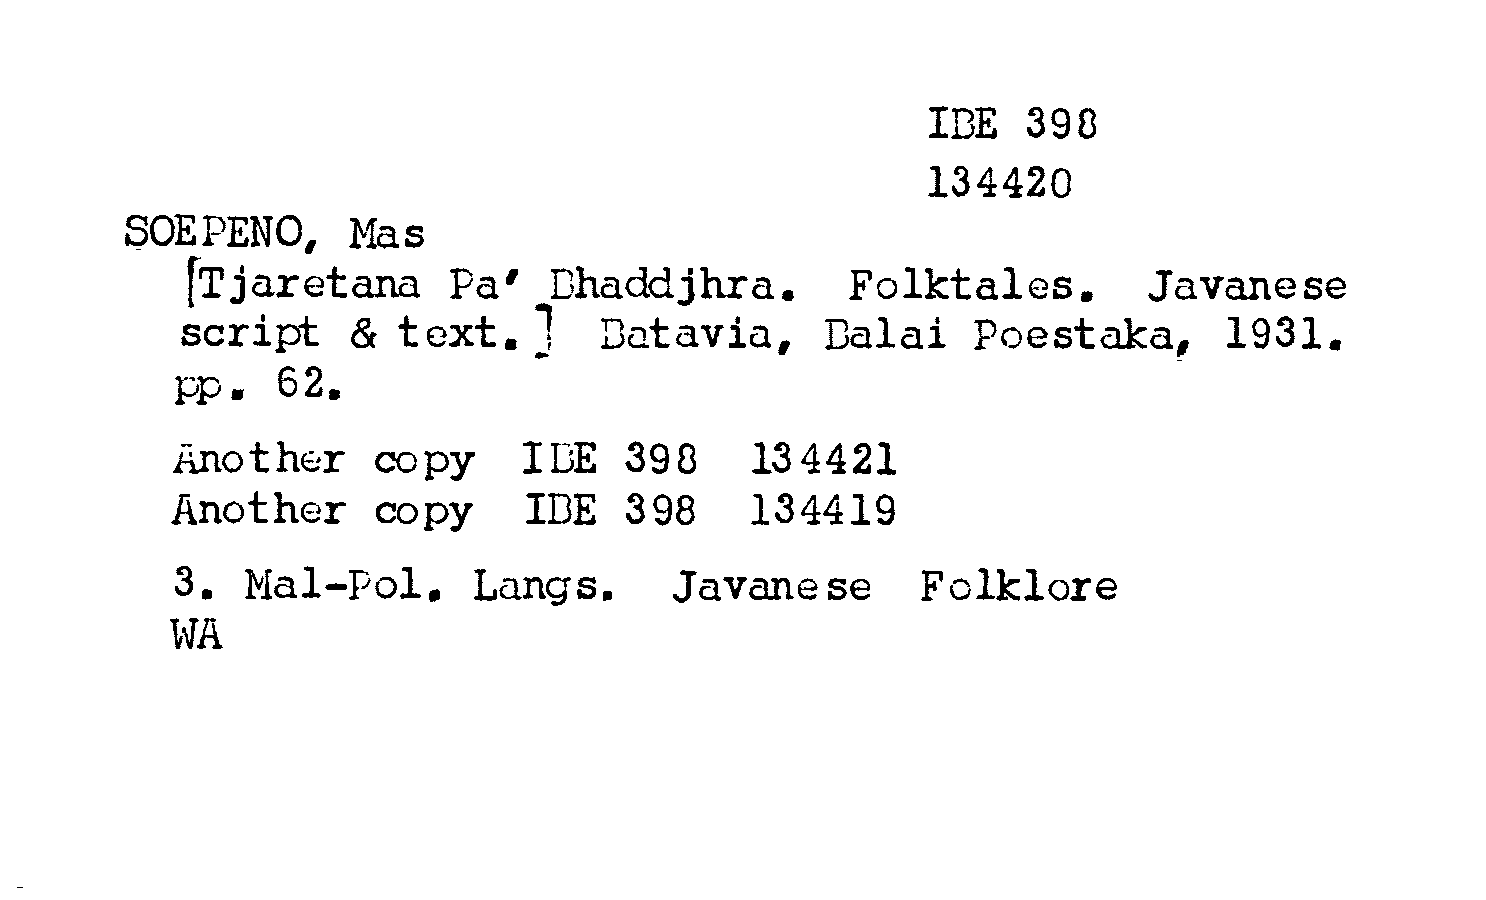 IBE 398
134420
SOEPENO, Mas
[Tjaretana Pa' Bhaddjhra. Folktales. Javanese
script & text.] Batavia, Balai Poestaka, 1931.
pp. 62.
Another copy IBE 398 134421
Another copy IBE 398 134419
3. Mal-Pol. Langs. Javanese Folklore
WA